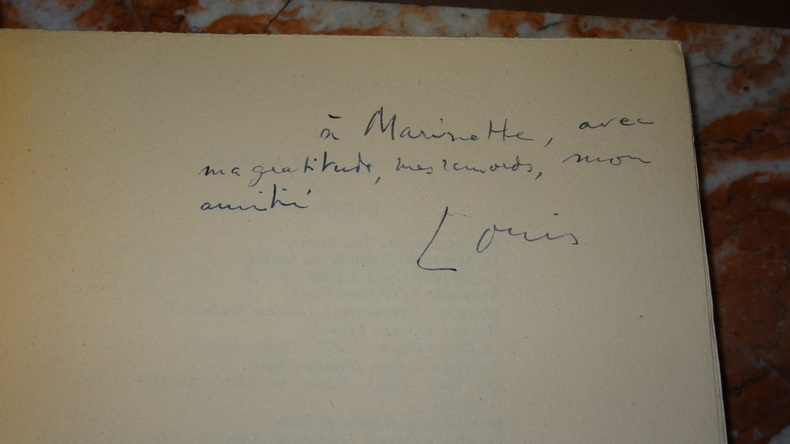 à Marinette, avec
ma gratitude, mes remords, mon
amitié
Louis